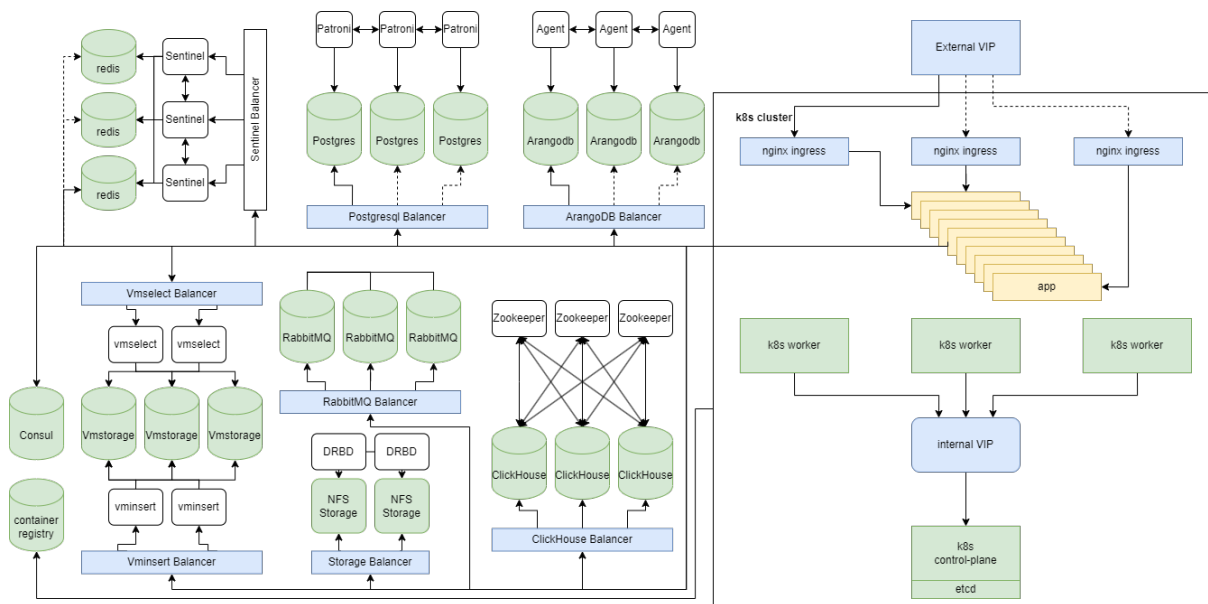 redis
redis
redis
Sentinel
Sentinel
Sentinel
Sentinel Balancer
Patroni
Patroni
Patroni
Postgres
Postgres
Postgres
Postgresql Balancer
Agent
Agent
Agent
Arangodb
Arangodb
Arangodb
ArangoDB Balancer
External VIP
k8s cluster
nginx ingress
nginx ingress
nginx ingress
app
Vmselect Balancer
vmselect
vmselect
Vmstorage
Vmstorage
Vmstorage
vminsert
vminsert
Vminsert Balancer
Consul
container
registry
RabbitMQ
RabbitMQ
RabbitMQ
RabbitMQ Balancer
DRBD
DRBD
NFS
Storage
NFS
Storage
Storage Balancer
Zookeeper
Zookeeper
Zookeeper
ClickHouse
ClickHouse
ClickHouse
ClickHouse Balancer
k8s worker
k8s worker
k8s worker
internal VIP
k8s
control-plane
etcd